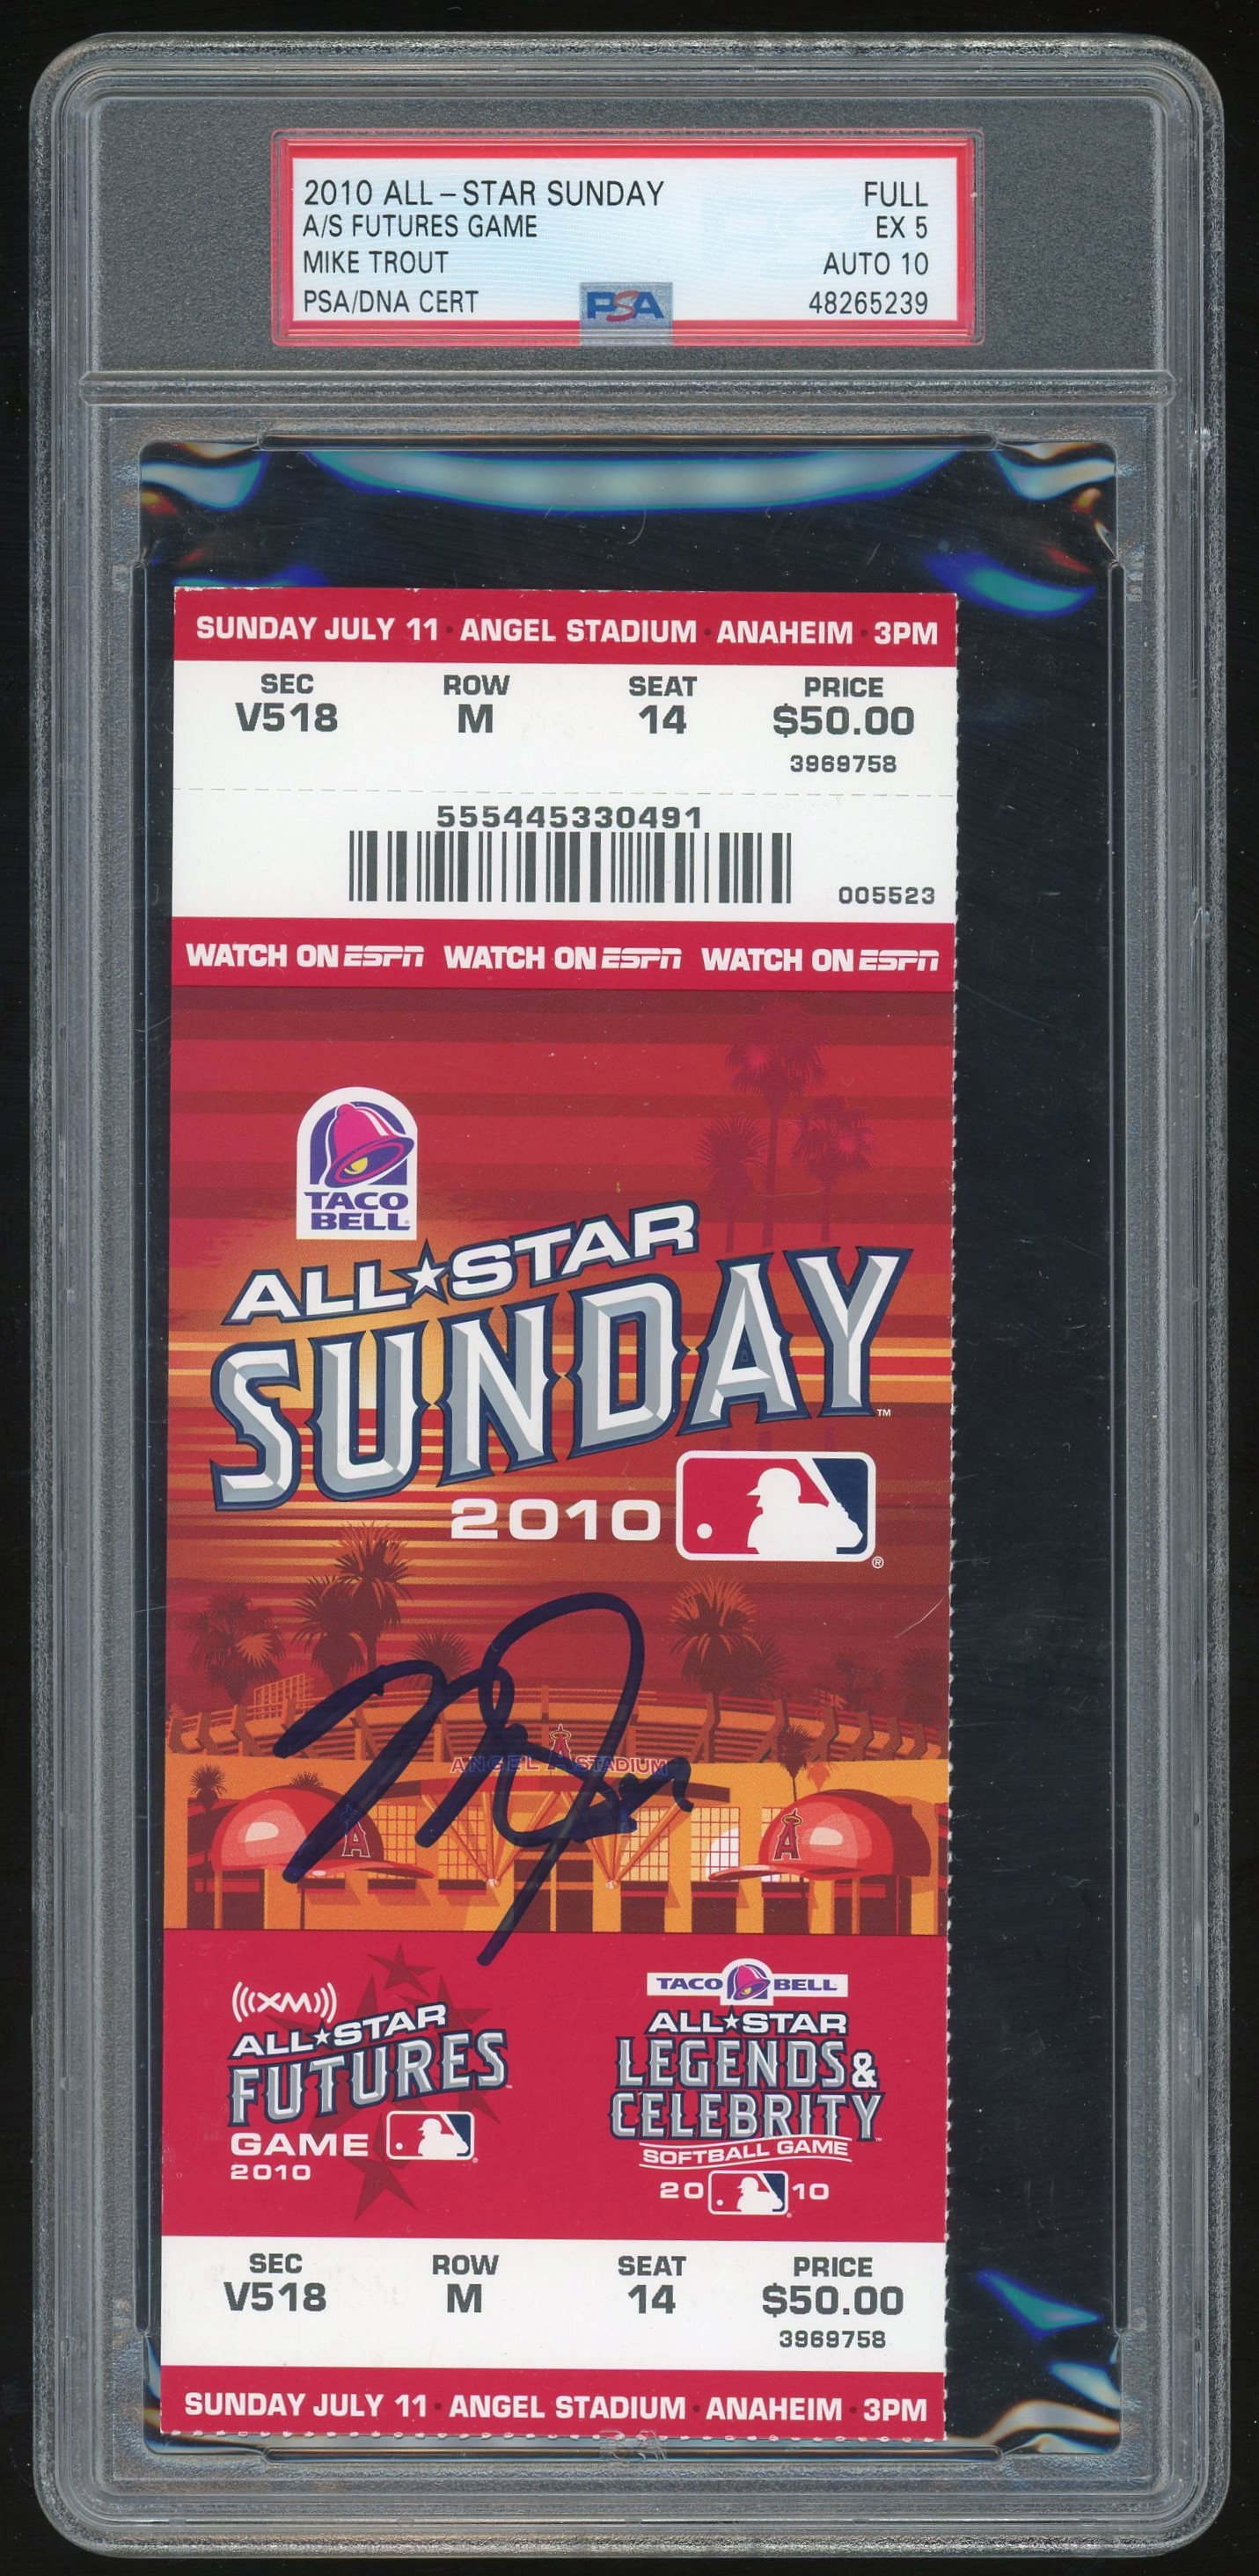 2010 ALL-STAR SUNDAY FULL
A/S FUTURES GAME EX 5
MIKE TROUT AUTO 10
PSA/DNA CERT PSA 48265239
SUNDAY JULY 11 • ANGEL STADIUM • ANAHEIM • 3PM
SEC ROW SEAT PRICE
V518 M 14 $50.00
3969758
555445330491
005523
WATCH ON ESPN WATCH ON ESPN WATCH ON ESPN
TACO
BELL
ALL★STAR
SUNDAY™
2010
®
ANGEL A STADIUM
A A
((XM))
ALL★STAR
FUTURES
GAME
2010
TACO BELL
ALL★STAR
LEGENDS &
CELEBRITY
SOFTBALL GAME
20 10
SEC ROW SEAT PRICE
V518 M 14 $50.00
3969758
SUNDAY JULY 11 • ANGEL STADIUM • ANAHEIM • 3PM
PSA